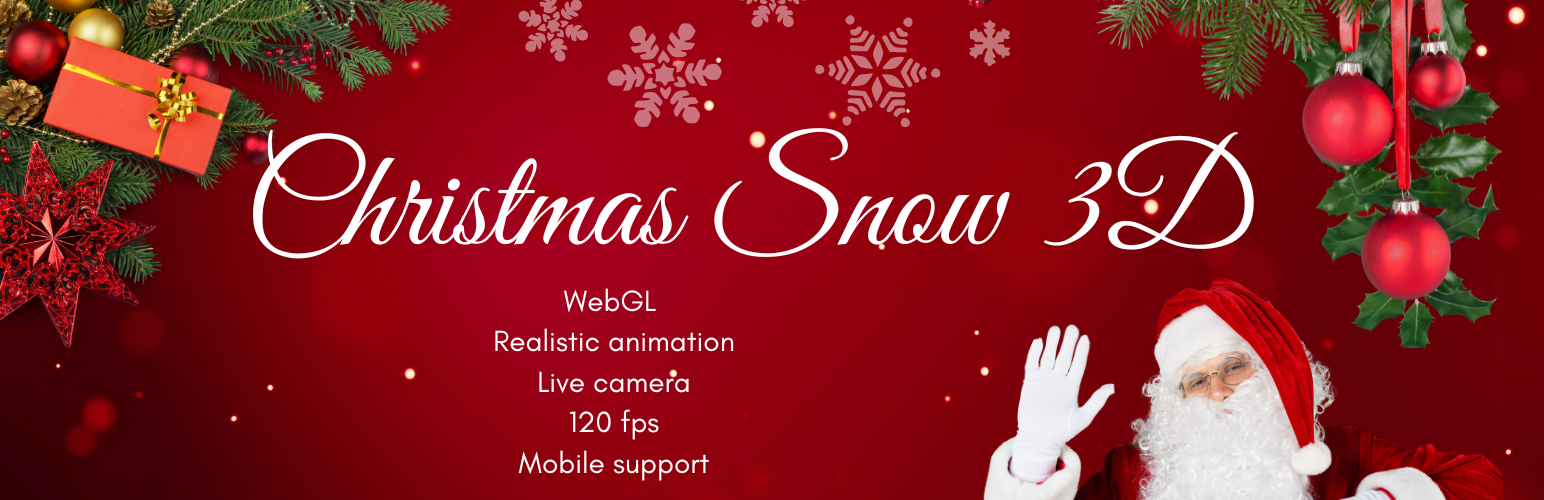 Christmas Snow 3D
WebGL
Realistic animation
Live camera
120 fps
Mobile support